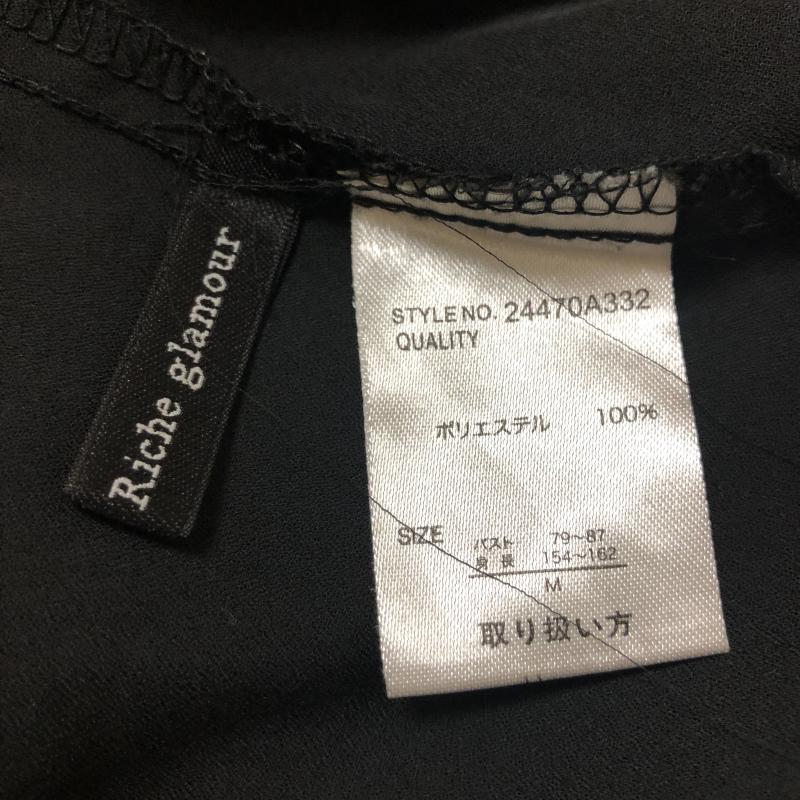 Riche glamour
STYLE NO. 24470A332
QUALITY
ポリエステル 100%
SIZE バスト 79~87
身長 154~162
M
取り扱い方